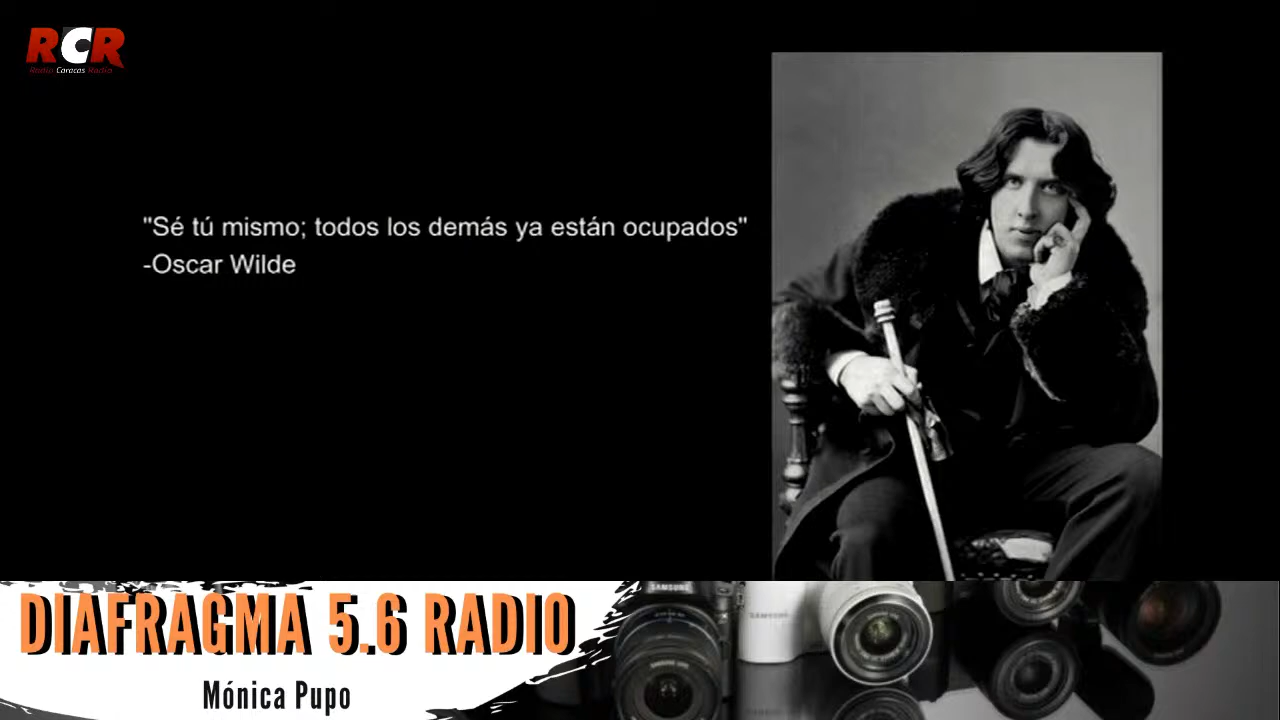 RCR
Radio Caracas Radio
"Sé tú mismo; todos los demás ya están ocupados"
-Oscar Wilde
DIAFRAGMA 5.6 RADIO
Mónica Pupo
SAMSUNG
SAMSUNG